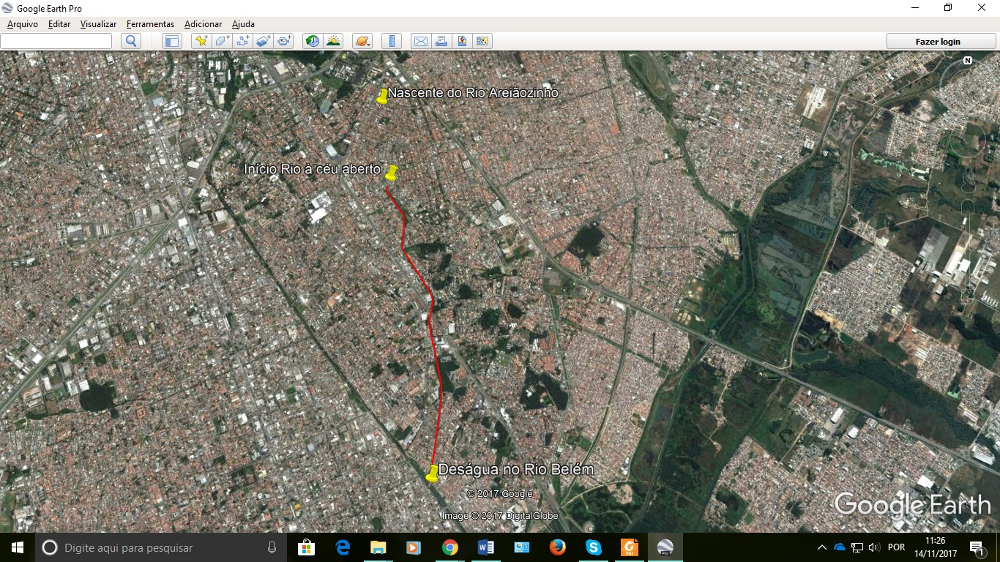 Google Earth Pro
Arquivo Editar Visualizar Ferramentas Adicionar Ajuda
Fazer login
N
Nascente do Rio Areiãozinho
Início Rio à céu aberto
Deságua no Rio Belém
© 2017 Google
Image © 2017 DigitalGlobe
Google Earth
Digite aqui para pesquisar
POR
11:26
14/11/2017
1